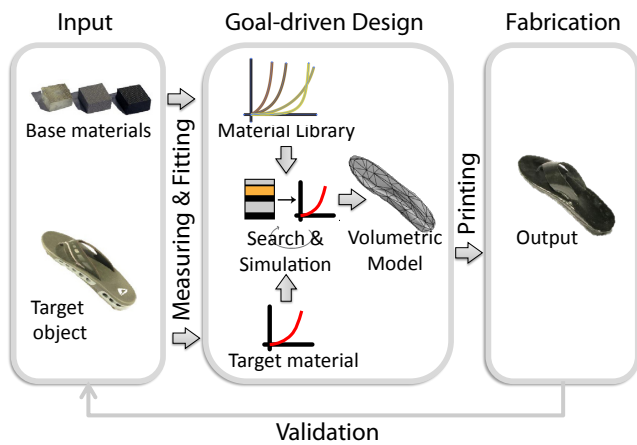 Input
Goal-driven Design
Fabrication
Base materials
Target
object
Measuring & Fitting
Material Library
Search &
Simulation
Volumetric
Model
Target material
Printing
Output
Validation